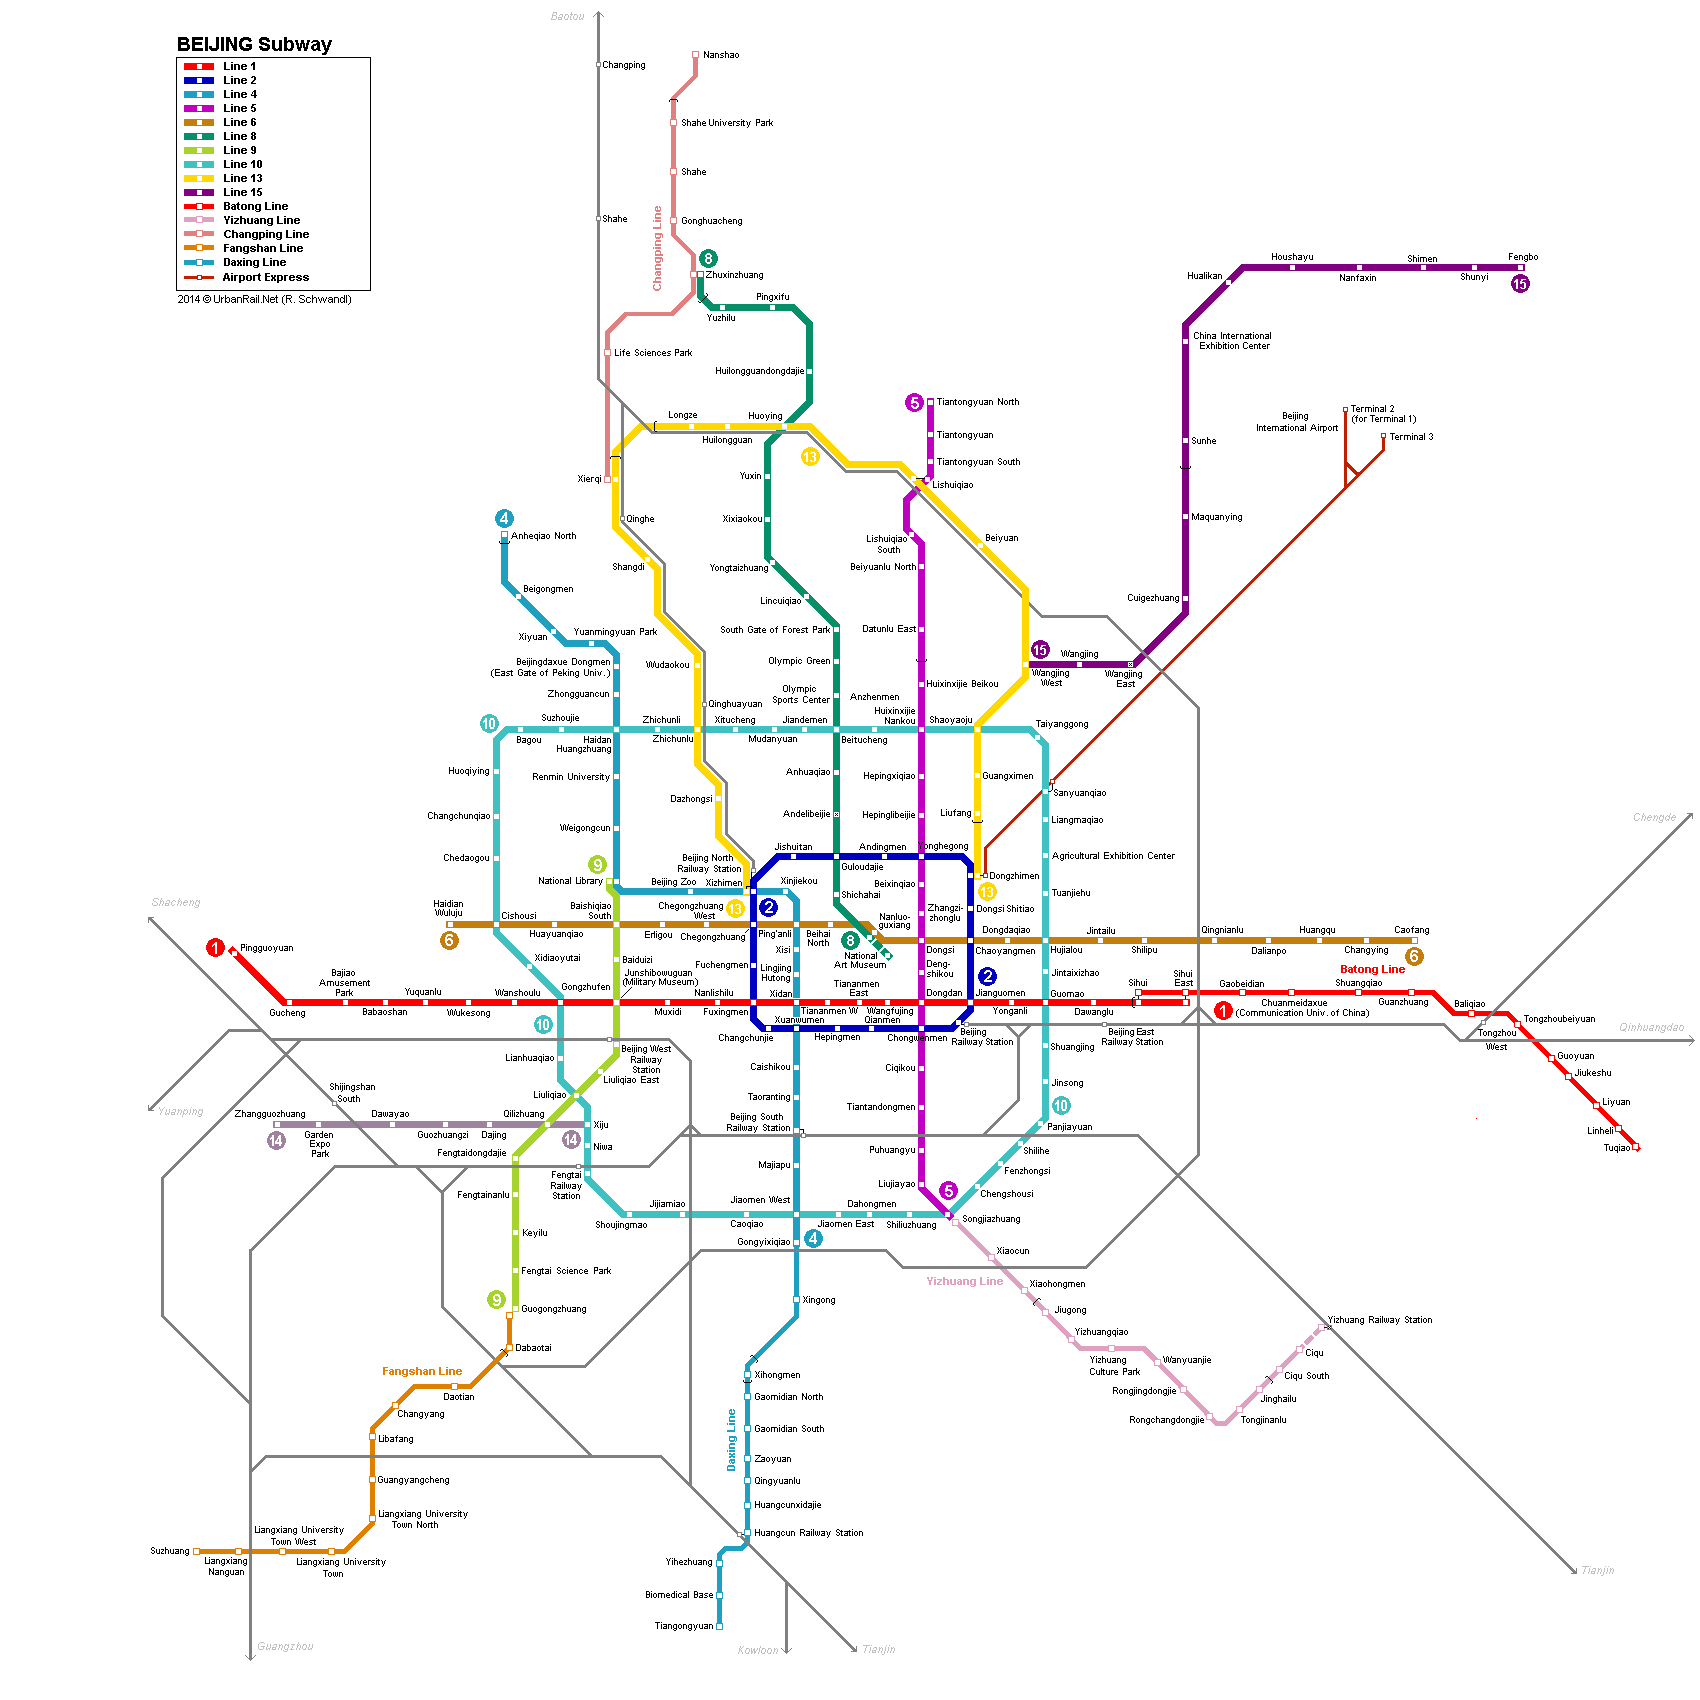 Baotou
BEIJING Subway
Line 1
Line 2
Line 4
Line 5
Line 6
Line 8
Line 9
Line 10
Line 13
Line 15
Batong Line
Yizhuang Line
Changping Line
Fangshan Line
Daxing Line
Airport Express
2014 © UrbanRail.Net (R. Schwandl)
Changping
Shahe
Nanshao
Shahe University Park
Shahe
Gonghuacheng
Changping Line
8
Zhuxinzhuang
Pingxifu
Yuzhilu
Life Sciences Park
Huilongguandongdajie
Longze
Huoying
Huilongguan
13
Xierqi
Qinghe
Shangdi
Yuxin
Xixiaokou
Yongtaizhuang
Lincuiqiao
South Gate of Forest Park
Olympic Green
Olympic
Sports Center
5
Tiantongyuan North
Tiantongyuan
Tiantongyuan South
Lishuiqiao
Lishuiqiao
South
Beiyuan
Beiyuanlu North
Datunlu East
Huixinxijie Beikou
Anzhenmen
Huixinxijie
Nankou
Shaoyaoju
Houshayu
Shimen
Fengbo
15
Hualikan
Nanfaxin
Shunyi
China International
Exhibition Center
Sunhe
Maquanying
Cuigezhuang
15
Wangjing
Wangjing
West
Wangjing
East
Beijing
International Airport
Terminal 2
(for Terminal 1)
Terminal 3
4
Anheqiao North
Beigongmen
Xiyuan
Yuanmingyuan Park
Beijingdaxue Dongmen
(East Gate of Peking Univ.)
Zhongguancun
Wudaokou
Qinghuayuan
10
Suzhoujie
Zhichunli
Xitucheng
Jiandemen
Bagou
Haidan
Huangzhuang
Zhichunlu
Mudanyuan
Beitucheng
Taiyanggong
Huoqiying
Renmin University
Anhuaqiao
Hepingxiqiao
Guangximen
Sanyuanqiao
Dazhongsi
Changchunqiao
Weigongcun
Andelibeijie
Hepinglibeijie
Liufang
Liangmaqiao
Chedaogou
Beijing North
Railway Station
Jishuitan
Andingmen
Yonghegong
Guloudajie
Agricultural Exhibition Center
9
National Library
Beijing Zoo
Xizhimen
Xinjiekou
Shichahai
Beixinqiao
Dongzhimen
13
13
2
Tuanjiehu
Haidian
Wuluju
6
Cishousi
Baishiqiao
South
Huayuanqiao
Chegongzhuang
West
Erligou
Chegongzhuang
Ping'anli
Beihai
North
Nanluo-
guxiang
Zhangzi-
zhonglu
Dongsi Shitiao
8
National
Art Museum
Dongsi
Dongdaqiao
Chaoyangmen
Hujialou
Jintailu
Shilipu
Qingnianlu
Dalianpo
Huangqu
Changying
Caofang
6
Shacheng
1
Pingguoyuan
Xidiaoyutai
Baiduizi
Fuchengmen
Xisi
Lingjing
Hutong
Deng-
shikou
2
Jintaixizhao
Gucheng
Bajiao
Amusement
Park
Babaoshan
Yuquanlu
Wukesong
Wanshoulu
Gongzhufen
Junshibowuguan
(Military Museum)
Muxidi
Nanlishilu
Fuxingmen
Xidan
Tiananmen W
Tiananmen
East
Wangfujing
Dongdan
Jianguomen
Yonganli
Guomao
Dawanglu
Sihui
Sihui
East
Batong Line
1
Gaobeidian
Chuanmeidaxue
(Communication Univ. of China)
Shuangqiao
Guanzhuang
Baliqiao
Tongzhoubeiyuan
Tongzhou
West
Guoyuan
Jiukeshu
Liyuan
Linheli
Tuqiao
Chengde
Qinhuangdao
10
Changchunjie
Xuanwumen
Hepingmen
Qianmen
Chongwenmen
Beijing
Railway Station
Beijing East
Railway Station
Lianhuaqiao
Beijing West
Railway
Station
Liuliqiao East
Liuliqiao
Caishikou
Taoranting
Beijing South
Railway Station
Majiapu
Jiaomen West
Ciqikou
Tiantandongmen
Puhuangyu
Liujiayao
5
Shuangjing
Jinsong
10
Panjiayuan
Shilihe
Fenzhongsi
Chengshousi
Songjiazhuang
Yuanping
Shijingshan
South
Zhangguozhuang
14
Garden
Expo
Park
Dawayao
Guozhuangzi
Dajing
Qilizhuang
14
Xiju
Niwa
Fengtaidongdajie
Fengtai
Railway
Station
Fengtainanlu
Keyilu
Fengtai Science Park
9
Guogongzhuang
Shoujingmao
Jijiamiao
Caoqiao
Jiaomen East
Dahongmen
Shiliuzhuang
Gongyixiqiao
4
Xingong
Dabaotai
Fangshan Line
Daotian
Changyang
Libafang
Guangyangcheng
Liangxiang University
Town North
Liangxiang University
Town West
Liangxiang University
Town
Liangxiang
Nanguan
Suzhuang
Guangzhou
Daxing Line
Xihongmen
Gaomidian North
Gaomidian South
Zaoyuan
Qingyuanlu
Huangcunxidajie
Huangcun Railway Station
Yihezhuang
Biomedical Base
Tiangongyuan
Kowloon
Tianjin
Yizhuang Line
Xiaocun
Xiaohongmen
Jiugong
Yizhuangqiao
Yizhuang
Culture Park
Wanyuanjie
Rongjingdongjie
Rongchangdongjie
Tongjinanlu
Jinghailu
Ciqu South
Ciqu
Yizhuang Railway Station
Tianjin